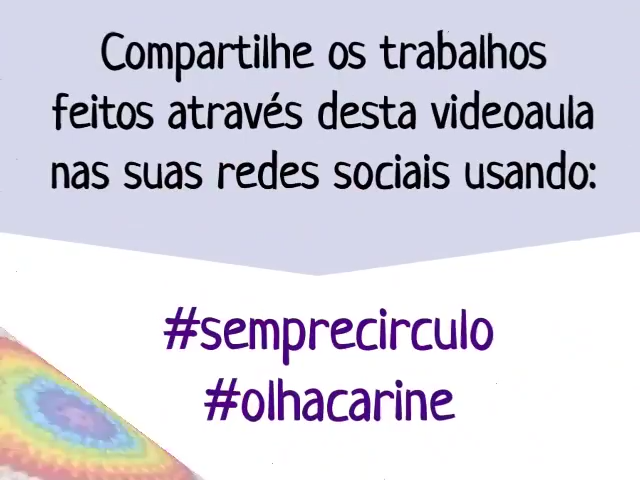 Compartilhe os trabalhos
feitos através desta videoaula
nas suas redes sociais usando:
#semprecirculo
#olhacarine